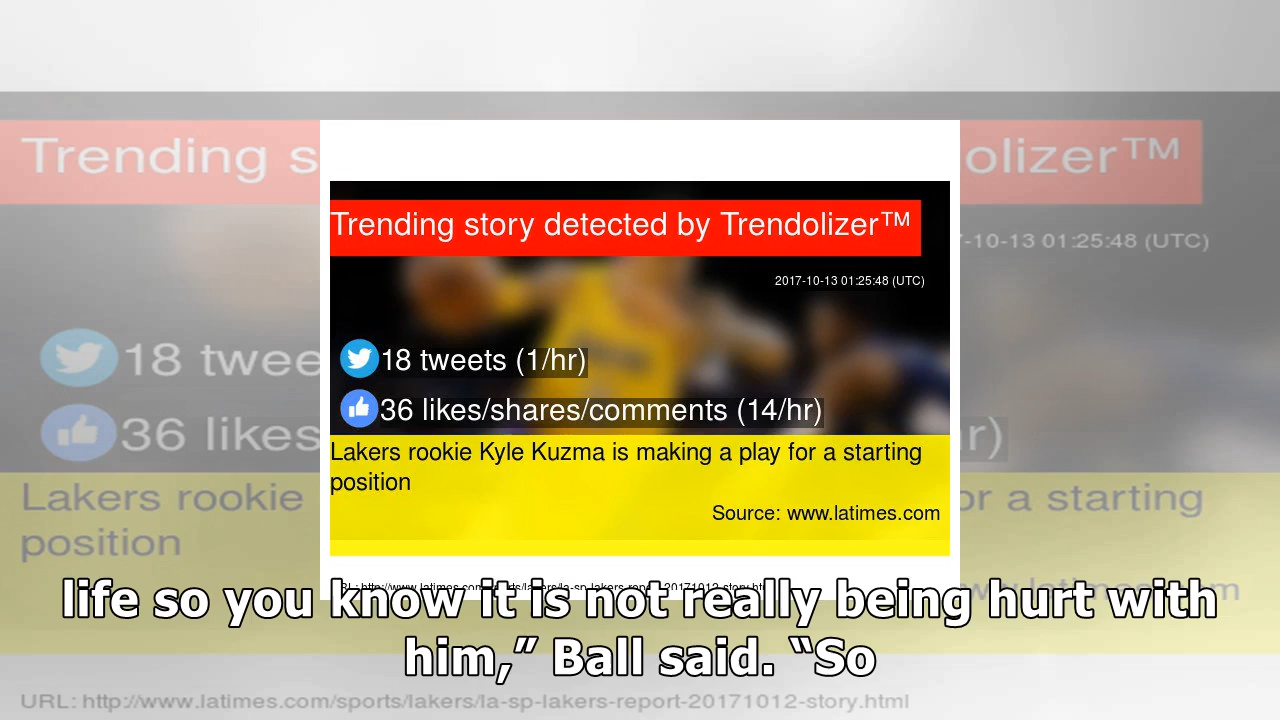 Trending story detected by Trendolizer™
2017-10-13 01:25:48 (UTC)
18 tweets (1/hr)
36 likes/shares/comments (14/hr)
Lakers rookie Kyle Kuzma is making a play for a starting
position
Source: www.latimes.com
life so you know it is not really being hurt with
him,” Ball said. “So
URL: http://www.latimes.com/sports/lakers/la-sp-lakers-report-20171012-story.html